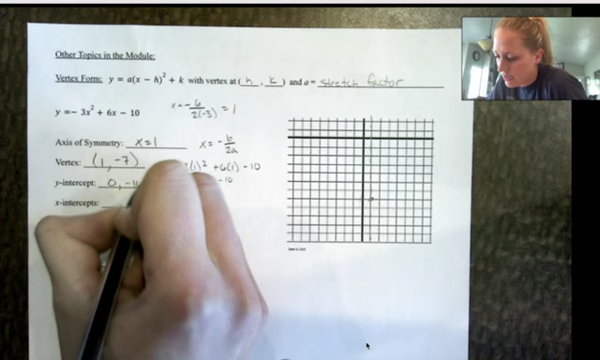 Other Topics in the Module:
Vertex Form: y = a(x − h)² + k with vertex at ( h , k ) and a = stretch factor
y = − 3x² + 6x − 10
x = -6 / 2(-3) = 1
Axis of Symmetry: x = 1
x = -b / 2a
Vertex: (1, -7)
(1)² + 6(1) - 10
y-intercept: 0, -1
- 10
x-intercepts: